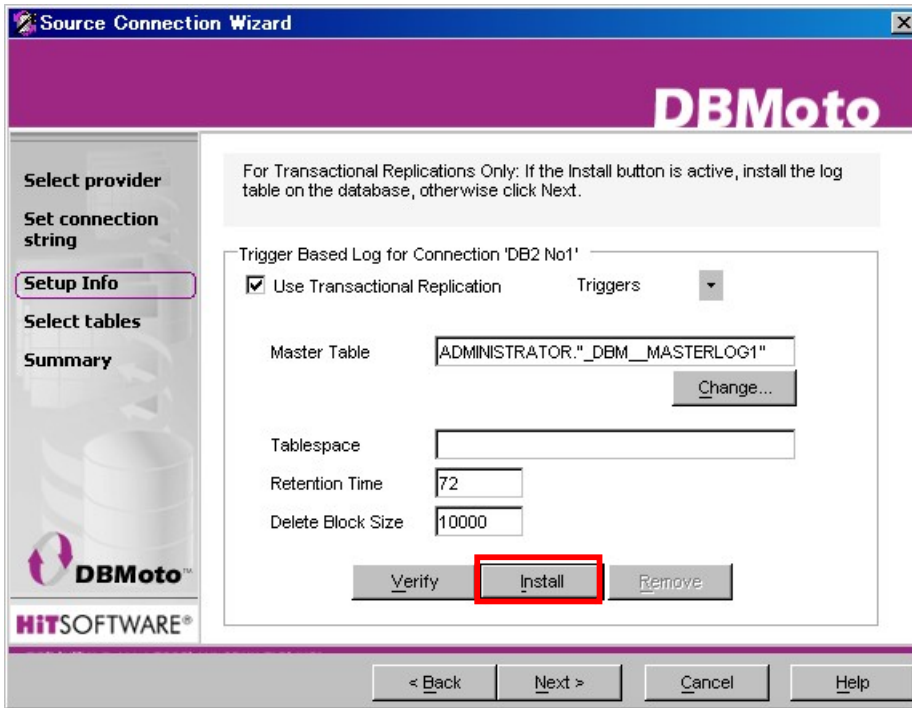 Source Connection Wizard
DBMoto
Select provider
Set connection
string
Setup Info
Select tables
Summary
For Transactional Replications Only: If the Install button is active, install the log
table on the database, otherwise click Next.
Trigger Based Log for Connection 'DB2 No1'
Use Transactional Replication
Triggers
Master Table
ADMINISTRATOR."_DBM__MASTERLOG1"
Change...
Tablespace
Retention Time
72
Delete Block Size
10000
Verify
Install
Remove
DBMoto™
HiTSOFTWARE®
< Back
Next >
Cancel
Help